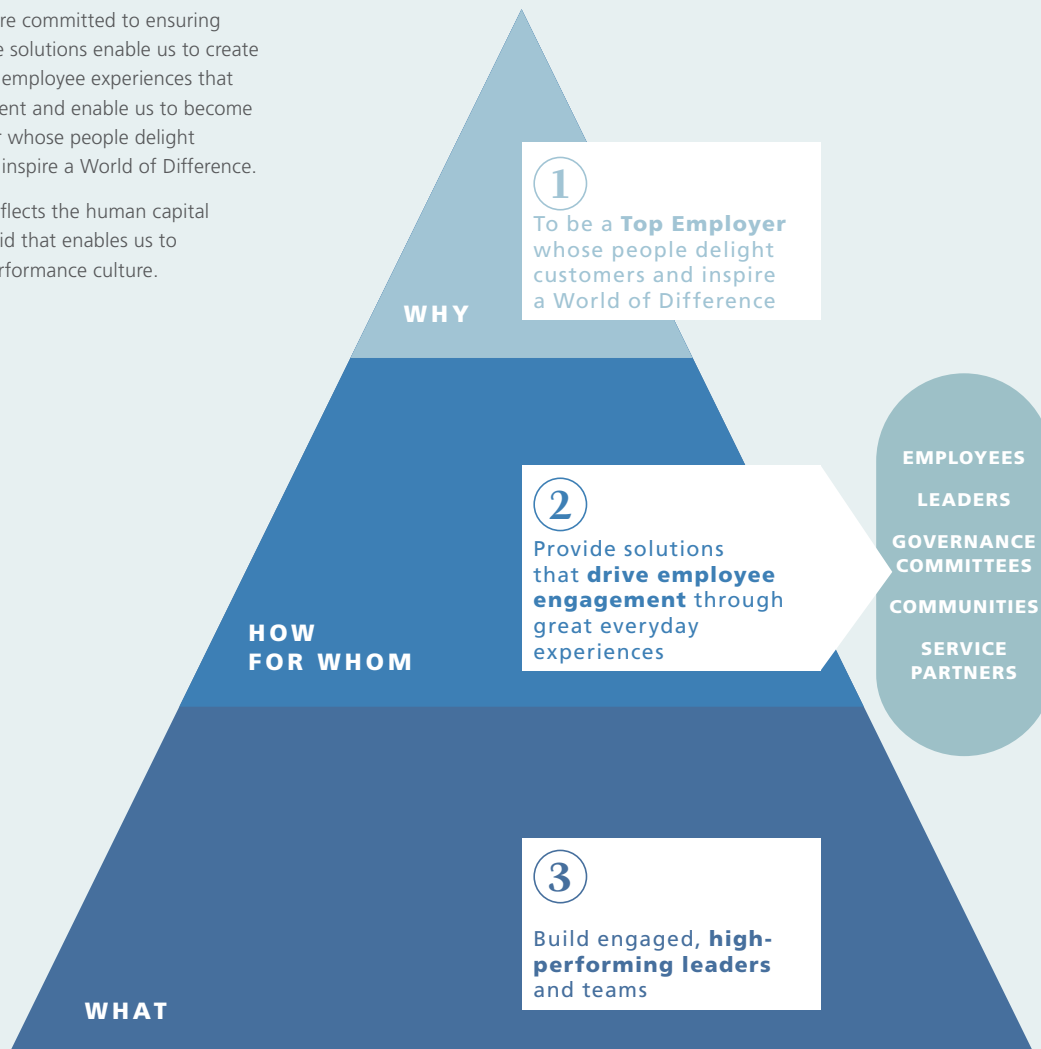 re committed to ensuring
solutions enable us to create
employee experiences that
and enable us to become
whose people delight
inspire a World of Difference.
the human capital
that enables us to
culture.
1
To be a Top Employer
whose people delight
customers and inspire
a World of Difference
WHY
2
Provide solutions
that drive employee
engagement through
great everyday
experiences
HOW
FOR WHOM
EMPLOYEES
LEADERS
GOVERNANCE
COMMITTEES
COMMUNITIES
SERVICE
PARTNERS
3
Build engaged, high-
performing leaders
and teams
WHAT